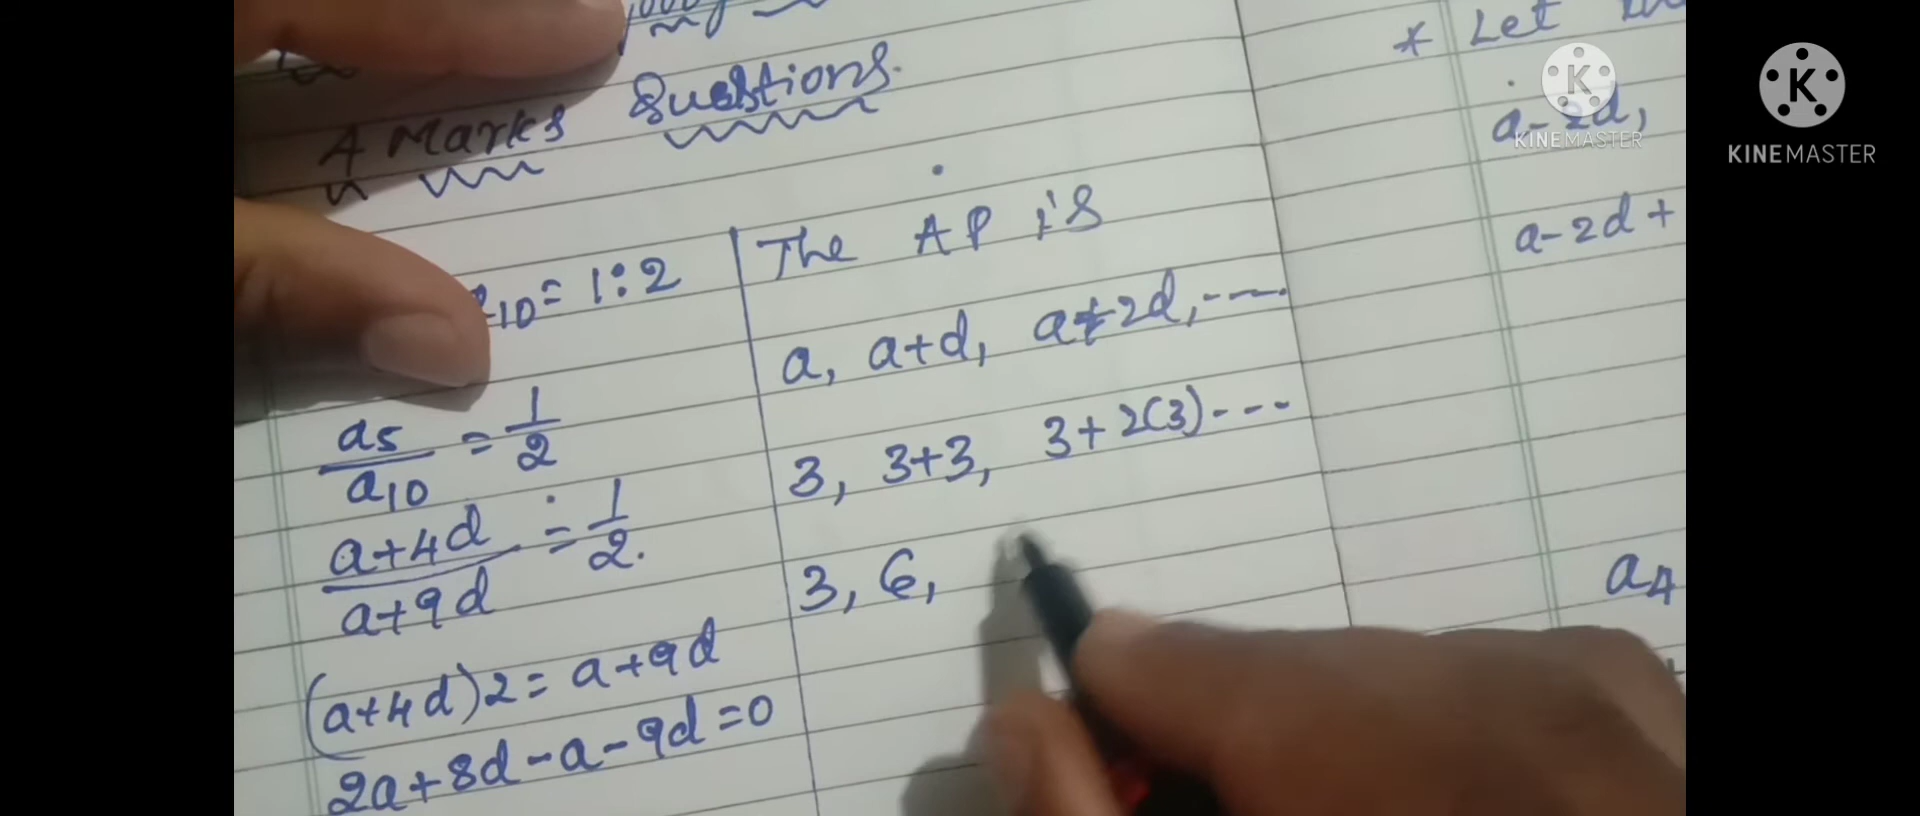 4 Marks Questions.
10 = 1:2
a5/a10 = 1/2
a+4d/a+9d = 1/2.
(a+4d)2 = a+9d
2a+8d-a-9d=0
The AP is
a, a+d, a+2d, ----
3, 3+3, 3+2(3)---
3, 6,
* Let
a-2d,
a-2d+
a4
K
KINEMASTER
K
KINEMASTER